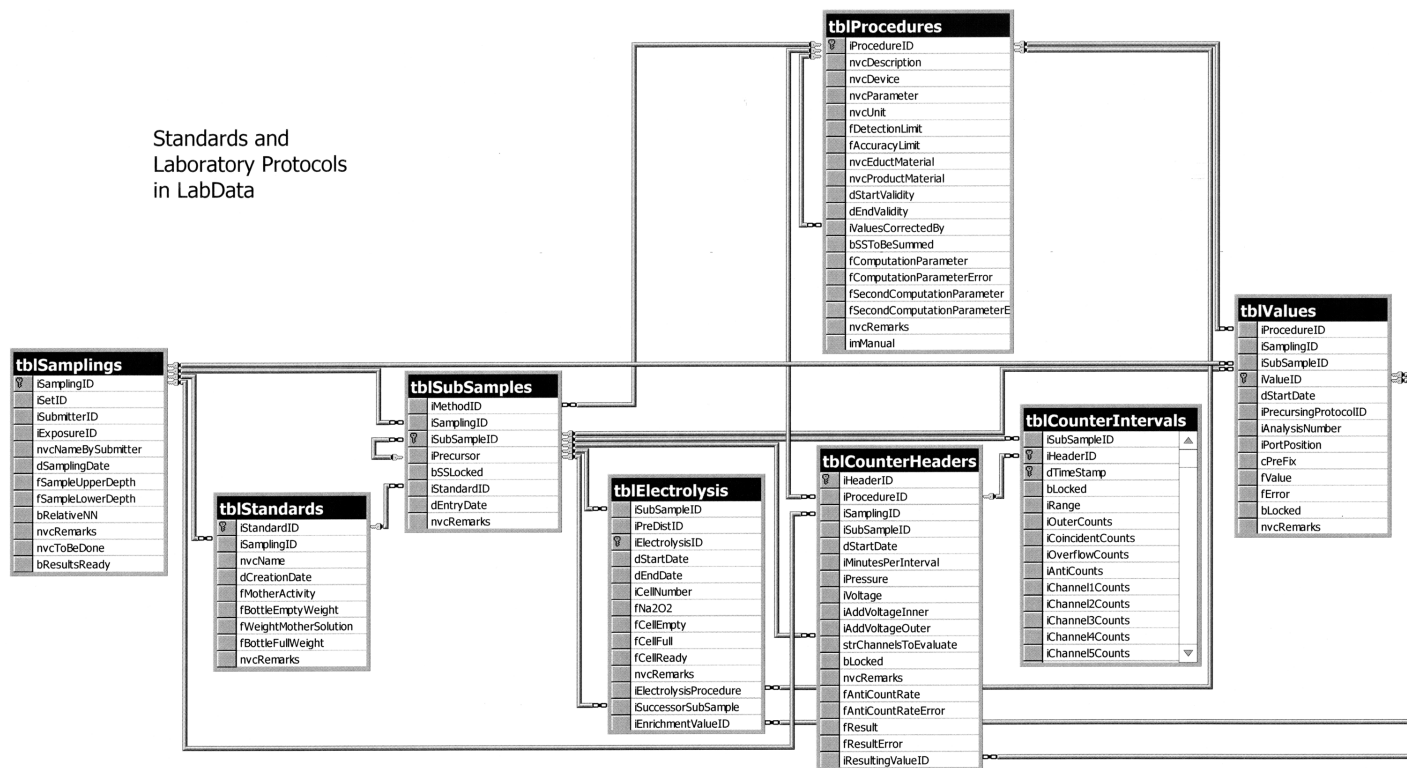 Standards and
Laboratory Protocols
in LabData
tblProcedures
iProcedureID
nvcDescription
nvcDevice
nvcParameter
nvcUnit
fDetectionLimit
fAccuracyLimit
nvcEductMaterial
nvcProductMaterial
dStartValidity
dEndValidity
iValuesCorrectedBy
bSSToBeSummed
fComputationParameter
fComputationParameterError
fSecondComputationParameter
fSecondComputationParameterE
nvcRemarks
imManual
tblSamplings
iSamplingID
iSetID
iSubmitterID
iExposureID
nvcNameBySubmitter
dSamplingDate
fSampleUpperDepth
fSampleLowerDepth
bRelativeNN
nvcRemarks
nvcToBeDone
bResultsReady
tblSubSamples
iMethodID
iSamplingID
iSubSampleID
iPrecursor
bSSLocked
iStandardID
dEntryDate
nvcRemarks
tblStandards
iStandardID
iSamplingID
nvcName
dCreationDate
fMotherActivity
fBottleEmptyWeight
fWeightMotherSolution
fBottleFullWeight
nvcRemarks
tblElectrolysis
iSubSampleID
iPreDistID
iElectrolysisID
dStartDate
dEndDate
iCellNumber
fNa2O2
fCellEmpty
fCellFull
fCellReady
nvcRemarks
iElectrolysisProcedure
iSuccessorSubSample
iEnrichmentValueID
tblCounterHeaders
iHeaderID
iProcedureID
iSamplingID
iSubSampleID
dStartDate
iMinutesPerInterval
iPressure
iVoltage
iAddVoltageInner
iAddVoltageOuter
strChannelsToEvaluate
bLocked
nvcRemarks
fAntiCountRate
fAntiCountRateError
fResult
fResultError
iResultingValueID
tblCounterIntervals
iSubSampleID
iHeaderID
dTimeStamp
bLocked
iRange
iOuterCounts
iCoincidentCounts
iOverflowCounts
iAntiCounts
iChannel1Counts
iChannel2Counts
iChannel3Counts
iChannel4Counts
iChannel5Counts
tblValues
iProcedureID
iSamplingID
iSubSampleID
iValueID
dStartDate
iPrecursingProtocolID
iAnalysisNumber
iPortPosition
cPreFix
fValue
fError
bLocked
nvcRemarks